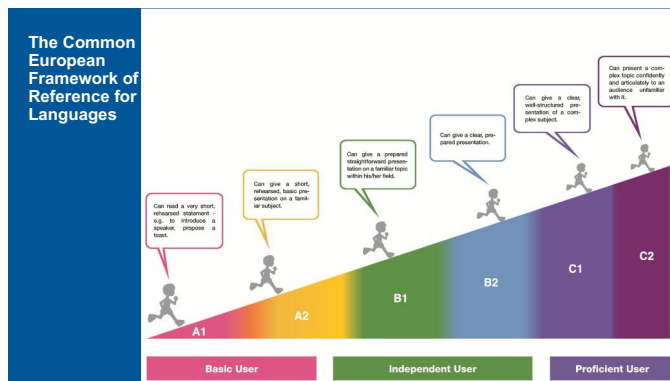 The Common
European
Framework of
Reference for
Languages
Can read a very short,
rehearsed statement -
e.g. to introduce a
speaker, propose a
toast.
Can give a short,
rehearsed, basic pre-
sentation on a famil-
iar subject.
Can give a prepared
straightforward presen-
tation on a familiar topic
within his/her field.
Can give a clear, pre-
pared presentation.
Can give a clear,
well-structured pre-
sentation of a com-
plex subject.
Can present a com-
plex topic confidently
and articulately to an
audience unfamiliar
with it.
A1
A2
B1
B2
C1
C2
Basic User
Independent User
Proficient User